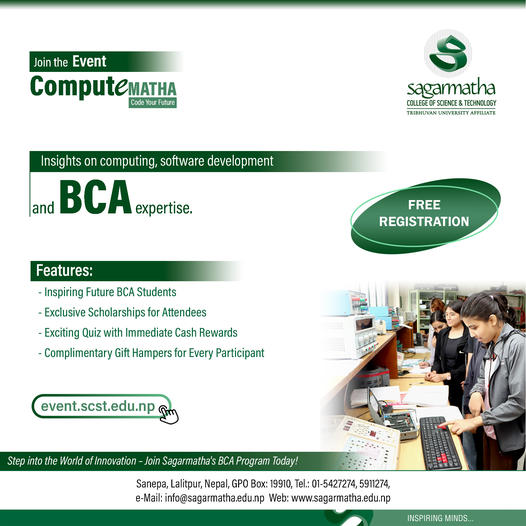 Join the Event
ComputeMATHA
Code Your Future
sagarmatha
COLLEGE OF SCIENCE & TECHNOLOGY
TRIBHUVAN UNIVERSITY AFFILIATE
Insights on computing, software development
and BCA expertise.
FREE
REGISTRATION
Features:
- Inspiring Future BCA Students
- Exclusive Scholarships for Attendees
- Exciting Quiz with Immediate Cash Rewards
- Complimentary Gift Hampers for Every Participant
event.scst.edu.np
Step into the World of Innovation – Join Sagarmatha's BCA Program Today!
Sanepa, Lalitpur, Nepal, GPO Box: 19910, Tel.: 01-5427274, 5911274,
e-Mail: info@sagarmatha.edu.np Web: www.sagarmatha.edu.np
INSPIRING MINDS...